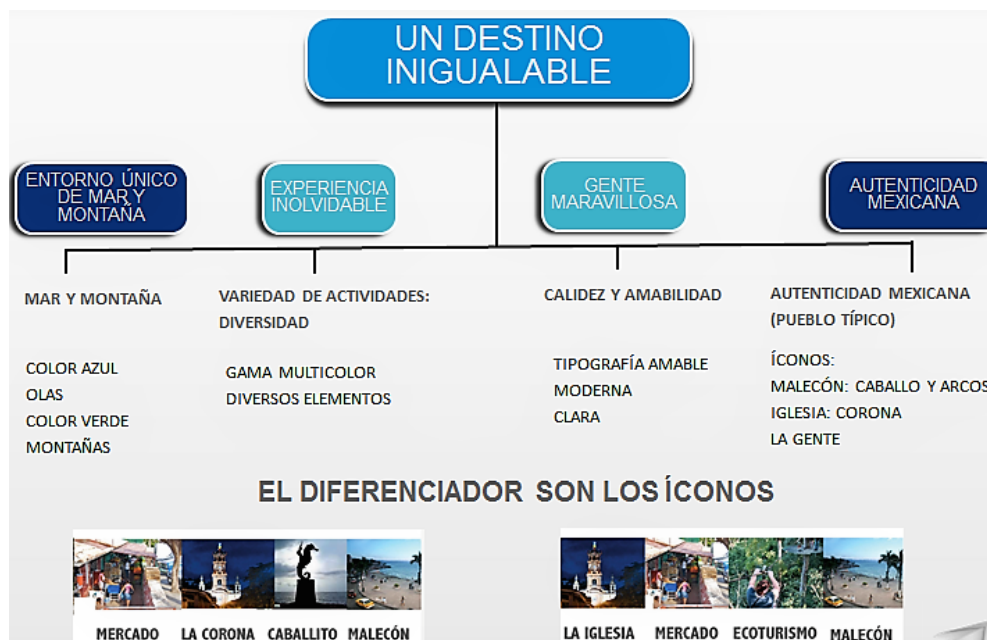 UN DESTINO
INIGUALABLE
ENTORNO ÚNICO
DE MAR Y
MONTAÑA
EXPERIENCIA
INOLVIDABLE
GENTE
MARAVILLOSA
AUTENTICIDAD
MEXICANA
MAR Y MONTAÑA
COLOR AZUL
OLAS
COLOR VERDE
MONTAÑAS
VARIEDAD DE ACTIVIDADES:
DIVERSIDAD
GAMA MULTICOLOR
DIVERSOS ELEMENTOS
CALIDEZ Y AMABILIDAD
TIPOGRAFÍA AMABLE
MODERNA
CLARA
AUTENTICIDAD MEXICANA
(PUEBLO TÍPICO)
ÍCONOS:
MALECÓN: CABALLO Y ARCOS
IGLESIA: CORONA
LA GENTE
EL DIFERENCIADOR SON LOS ÍCONOS
MERCADO LA CORONA CABALLITO MALECÓN
LA IGLESIA MERCADO ECOTURISMO MALECÓN